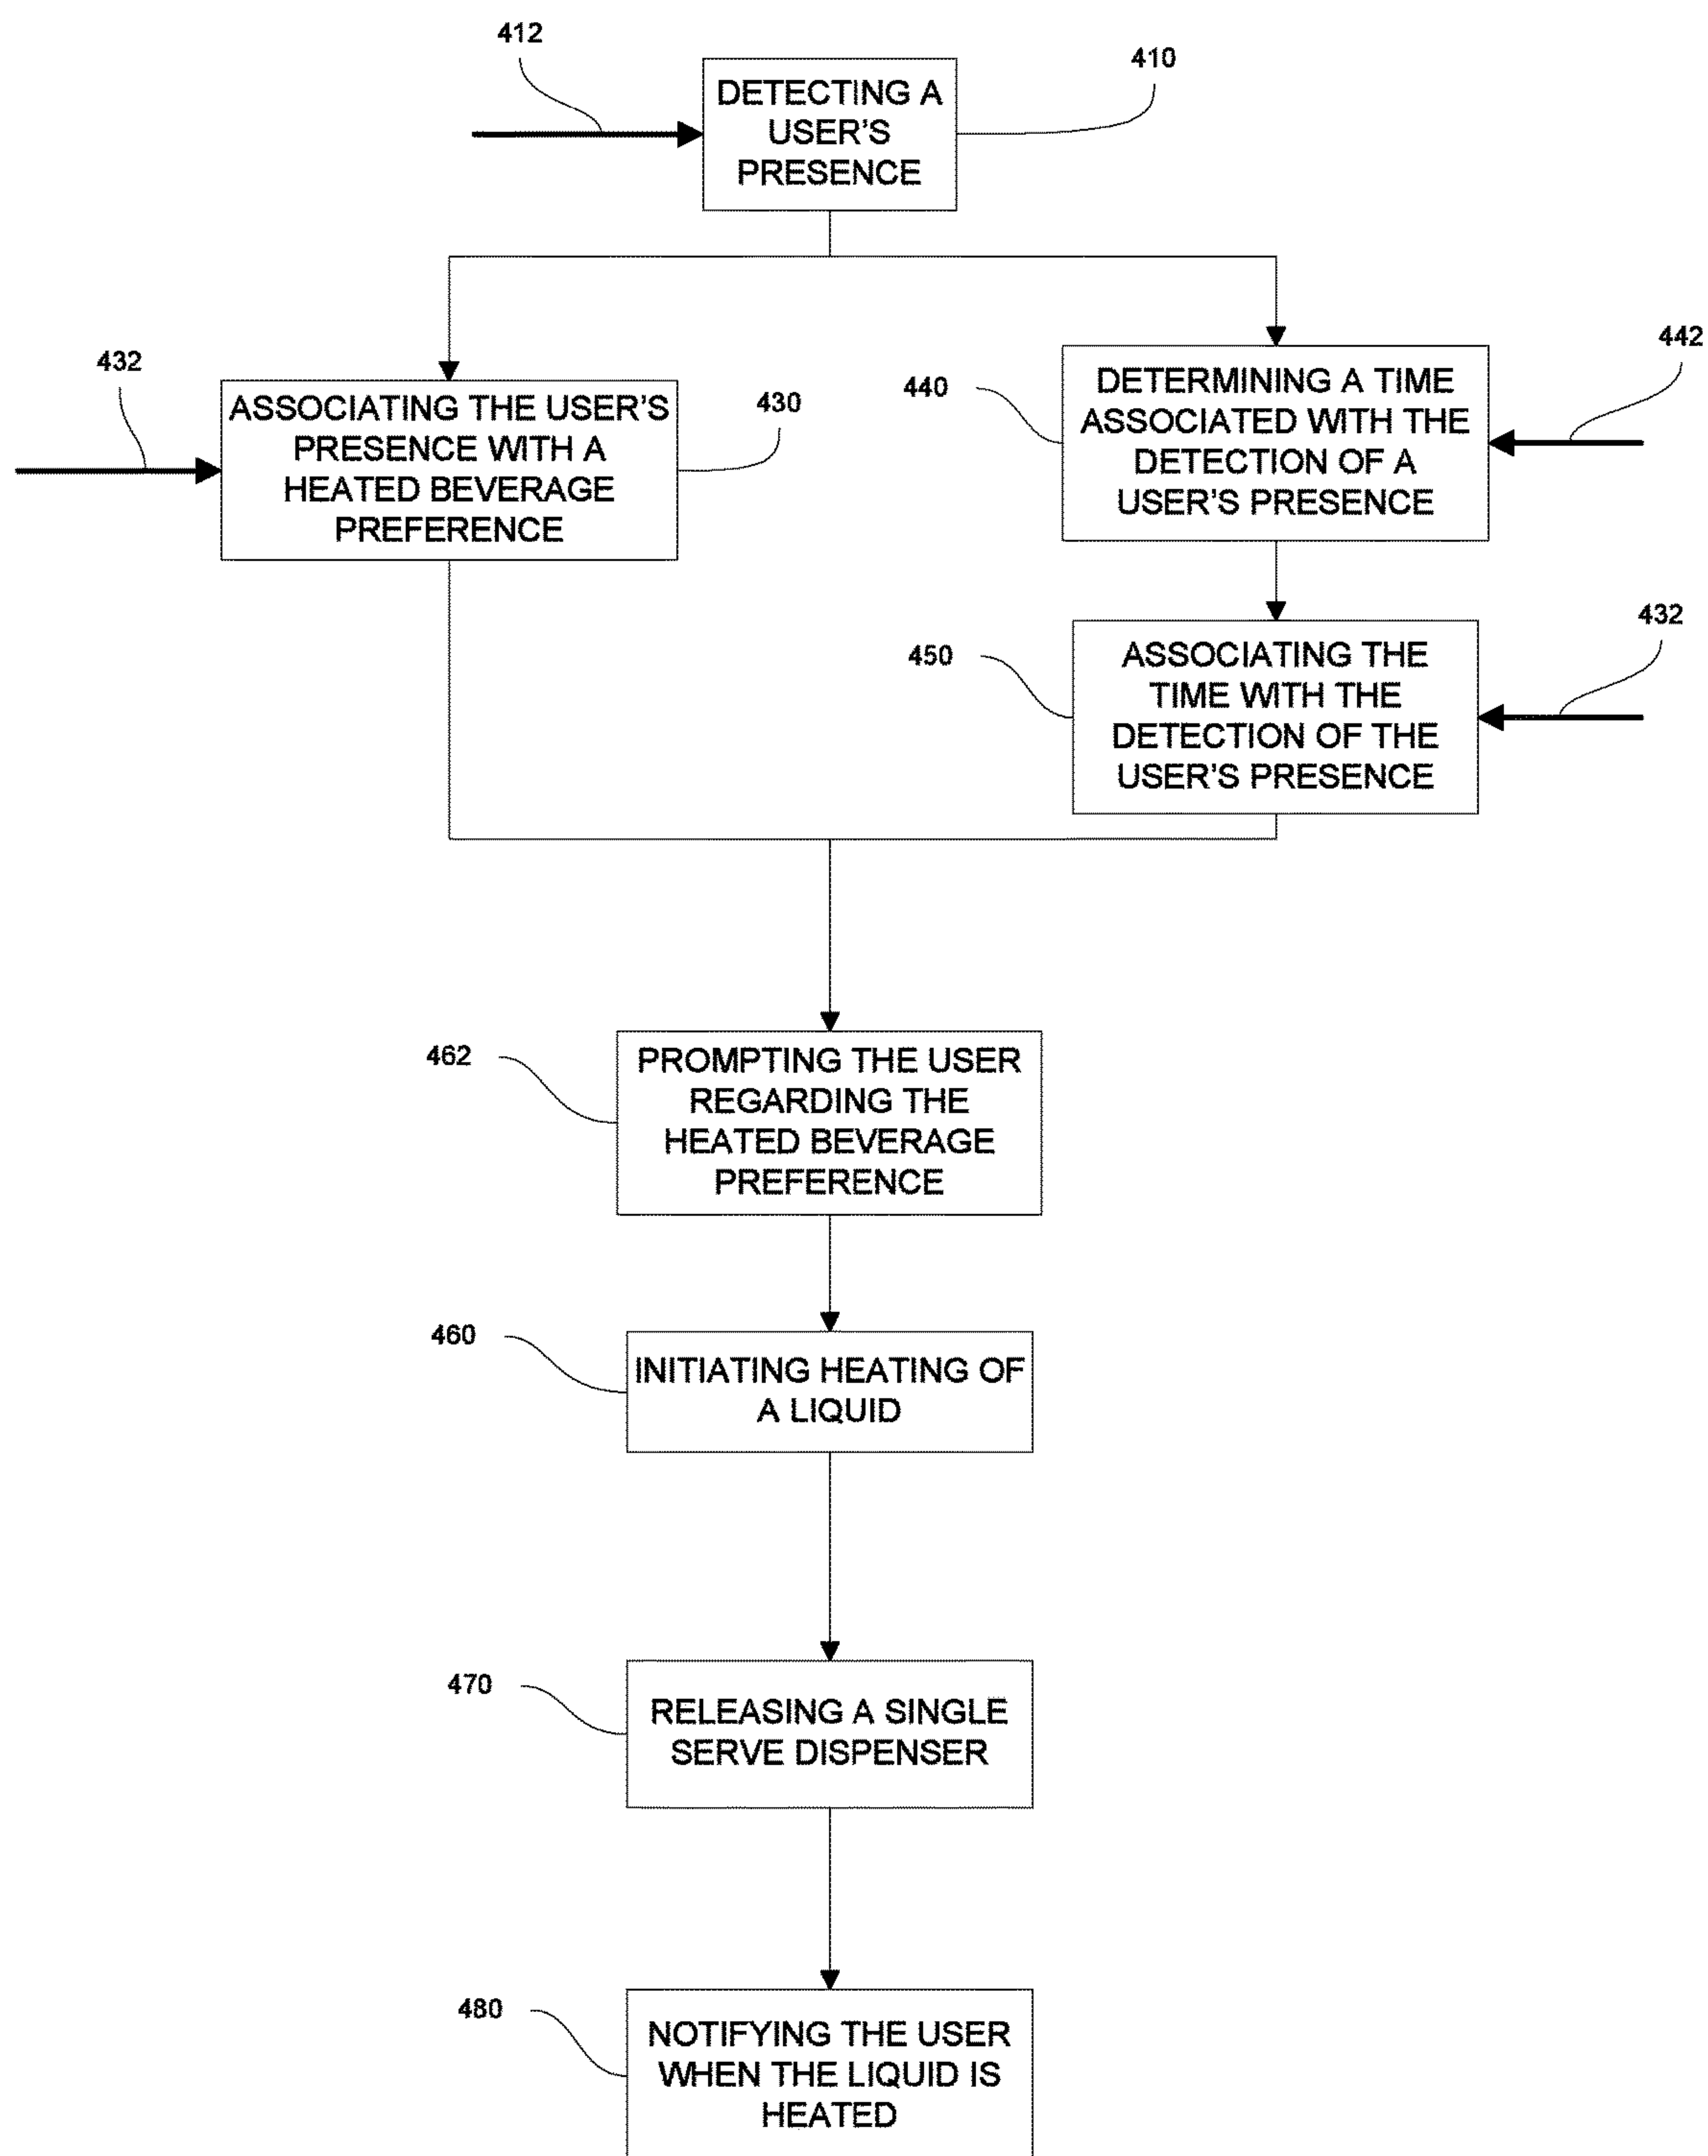 412
410
DETECTING A
USER'S
PRESENCE
432
430
ASSOCIATING THE USER'S
PRESENCE WITH A
HEATED BEVERAGE
PREFERENCE
440
442
DETERMINING A TIME
ASSOCIATED WITH THE
DETECTION OF A
USER'S PRESENCE
450
432
ASSOCIATING THE
TIME WITH THE
DETECTION OF THE
USER'S PRESENCE
462
PROMPTING THE USER
REGARDING THE
HEATED BEVERAGE
PREFERENCE
460
INITIATING HEATING OF
A LIQUID
470
RELEASING A SINGLE
SERVE DISPENSER
480
NOTIFYING THE USER
WHEN THE LIQUID IS
HEATED